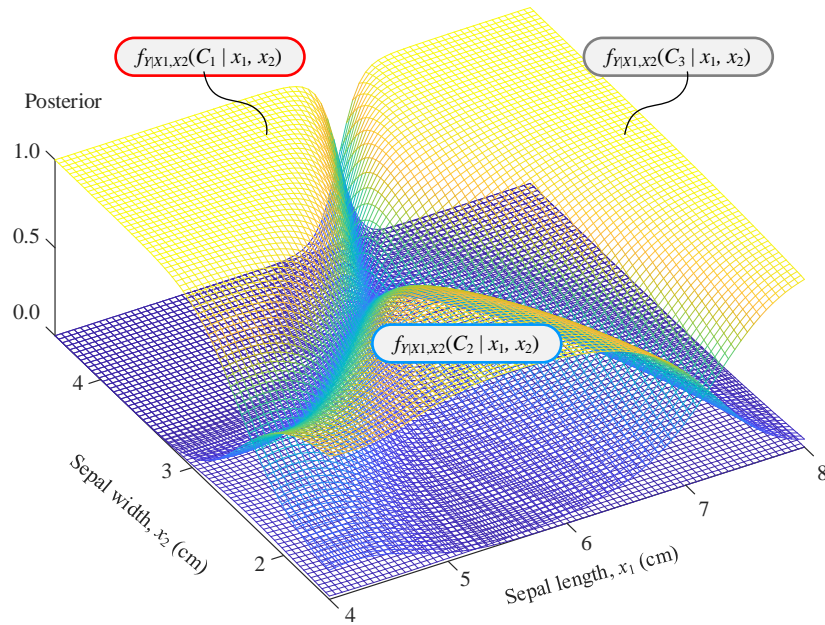 f_{Y|X1,X2}(C_1 | x_1, x_2)
f_{Y|X1,X2}(C_3 | x_1, x_2)
Posterior
1.0
0.5
0.0
f_{Y|X1,X2}(C_2 | x_1, x_2)
4
3
2
Sepal width, x_2 (cm)
4
5
6
7
8
Sepal length, x_1 (cm)